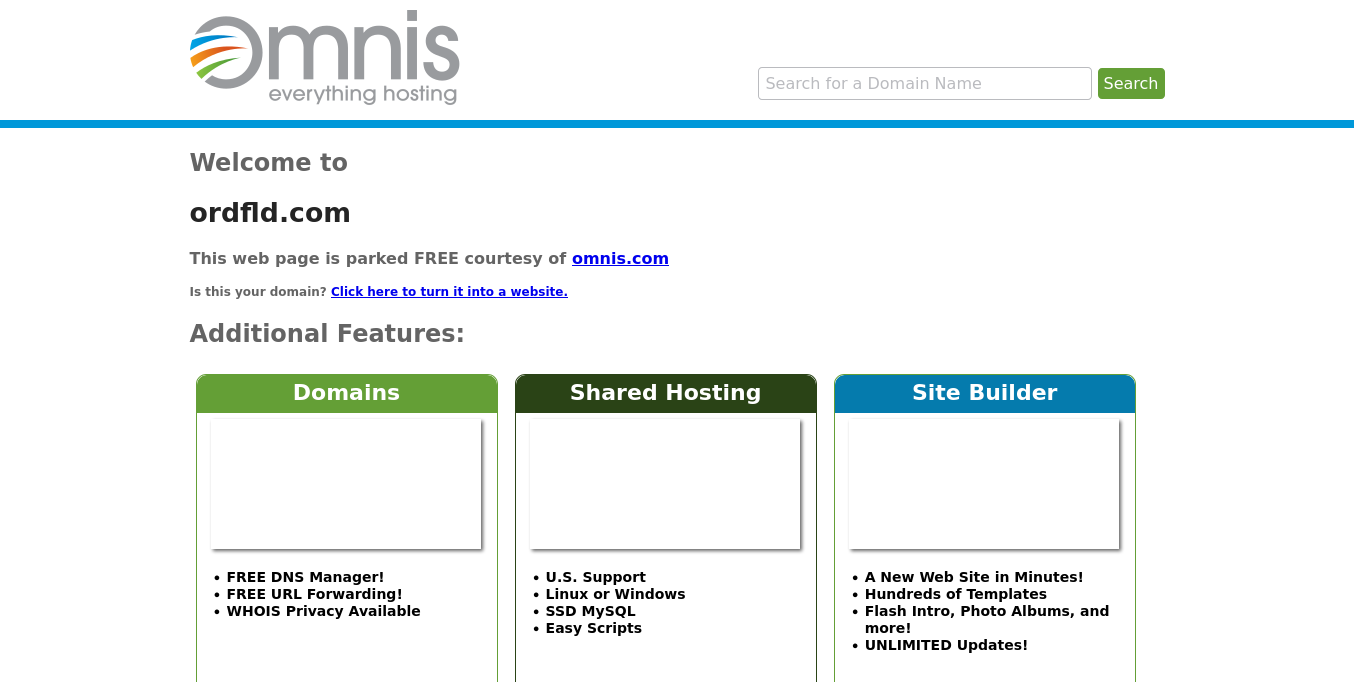 Omnis
everything hosting
Search for a Domain Name
Search
Welcome to
ordfld.com
This web page is parked FREE courtesy of omnis.com
Is this your domain? Click here to turn it into a website.
Additional Features:
Domains
• FREE DNS Manager!
• FREE URL Forwarding!
• WHOIS Privacy Available
Shared Hosting
• U.S. Support
• Linux or Windows
• SSD MySQL
• Easy Scripts
Site Builder
• A New Web Site in Minutes!
• Hundreds of Templates
• Flash Intro, Photo Albums, and
more!
• UNLIMITED Updates!